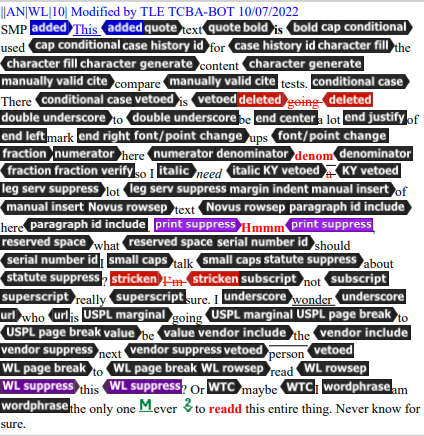 ||AN|WL|10| Modified by TLE TCBA-BOT 10/07/2022
SMP added This added quote text quote bold is bold cap conditional
used cap conditional case history id for case history id character fill the
character fill character generate content character generate
manually valid cite compare manually valid cite tests. conditional case
There conditional case vetoed is vetoed deleted going deleted
double underscore to double underscore be end center a lot end justify of
end left mark end right font/point change ups font/point change
fraction numerator here numerator denominator denom denominator
fraction fraction verify so I italic need italic KY vetoed a KY vetoed
leg serv suppress lot leg serv suppress margin indent manual insert of
manual insert Novus rowsep text Novus rowsep paragraph id include
here paragraph id include . print suppress Hmmm print suppress,
reserved space what reserved space serial number id should
serial number id I small caps talk small caps statute suppress about
statute suppress ? stricken I'm stricken subscript not subscript
superscript really superscript sure. I underscore wonder underscore
url who url is USPL marginal going USPL marginal USPL page break to
USPL page break value be value vendor include the vendor include
vendor suppress next vendor suppress vetoed person vetoed
WL page break to WL page break WL rowsep read WL rowsep
WL suppress this WL suppress ? Or WTC maybe WTC I wordphrase am
wordphrase the only one M ever 2 to readd this entire thing. Never know for
sure.